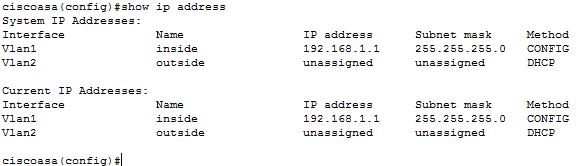 ciscoasa(config)#show ip address
System IP Addresses:
Interface Name IP address Subnet mask Method
Vlan1 inside 192.168.1.1 255.255.255.0 CONFIG
Vlan2 outside unassigned unassigned DHCP
Current IP Addresses:
Interface Name IP address Subnet mask Method
Vlan1 inside 192.168.1.1 255.255.255.0 CONFIG
Vlan2 outside unassigned unassigned DHCP
ciscoasa(config)#